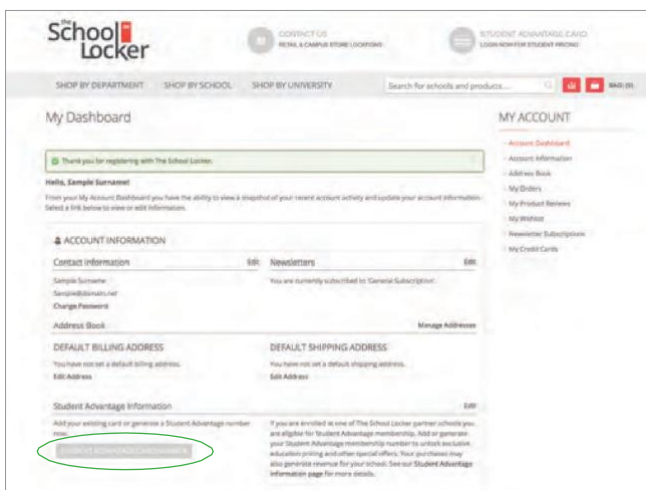 the
School
Locker
CONTACT US
RETAIL & CAMPUS STORE LOCATIONS
STUDENT ADVANTAGE CARD
LOGIN NOW FOR STUDENT PRICING
SHOP BY DEPARTMENT SHOP BY SCHOOL SHOP BY UNIVERSITY
Search for schools and products...
BAG: (0)
My Dashboard
Thank you for registering with The School Locker.
Hello, Sample Surname!
From your My Account Dashboard you have the ability to view a snapshot of your recent account activity and update your account information.
Select a link below to view or edit information.
ACCOUNT INFORMATION
Contact Information Edit
Sample Surname
Sample@domain.net
Change Password
Newsletters Edit
You are currently subscribed to 'General Subscription'.
Address Book Manage Addresses
DEFAULT BILLING ADDRESS
You have not set a default billing address.
Edit Address
DEFAULT SHIPPING ADDRESS
You have not set a default shipping address.
Edit Address
Student Advantage Information Edit
Add your existing card or generate a Student Advantage number
now.
If you are enrolled at one of The School Locker partner schools you
are eligible for Student Advantage membership. Add or generate
your Student Advantage membership number to unlock exclusive
education pricing and other special offers. Your purchases may
also generate revenue for your school. See our Student Advantage
information page for more details.
MY ACCOUNT
Account Dashboard
Account Information
Address Book
My Orders
My Product Reviews
My Wishlist
Newsletter Subscriptions
My Credit Cards